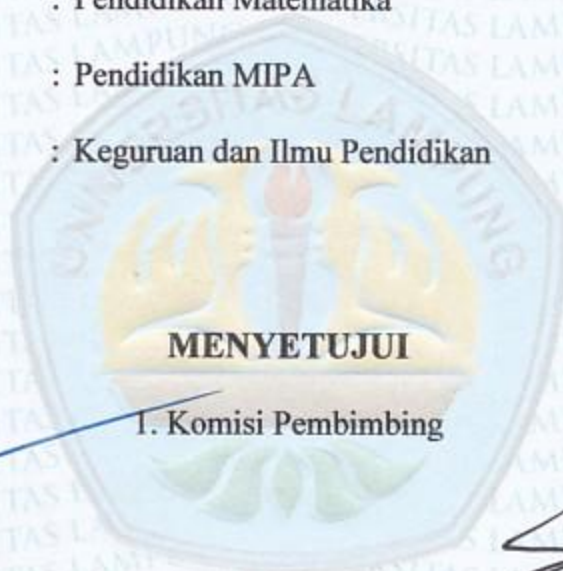 : Pendidikan Matematika
: Pendidikan MIPA
: Keguruan dan Ilmu Pendidikan
MENYETUJUI
1. Komisi Pembimbing